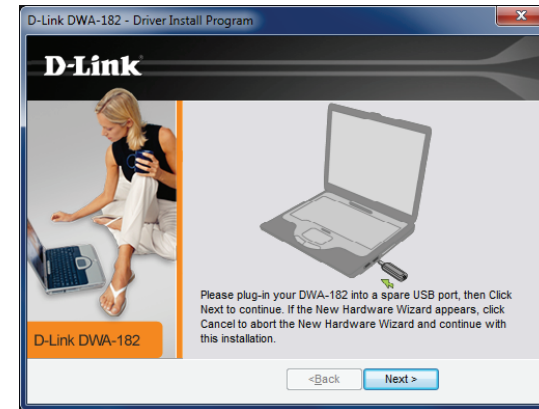 D-Link DWA-182 - Driver Install Program
D-Link
Please plug-in your DWA-182 into a spare USB port, then Click
Next to continue. If the New Hardware Wizard appears, click
Cancel to abort the New Hardware Wizard and continue with
this installation.
D-Link DWA-182
<Back
Next >